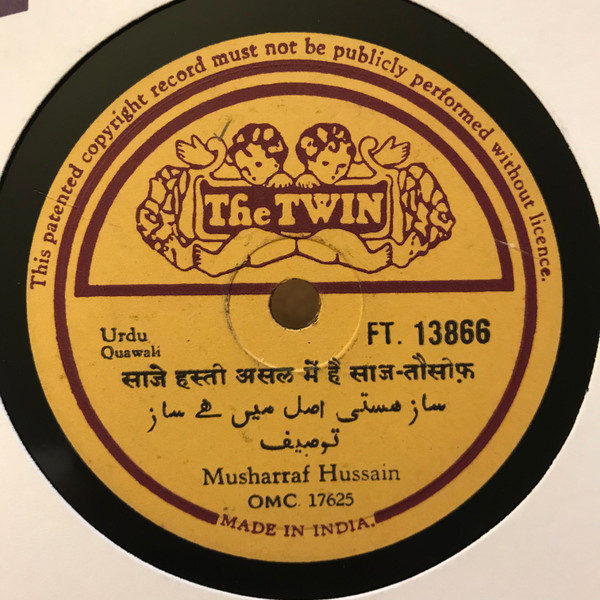 This patented copyright record must not be publicly performed without licence.
The TWIN
Urdu
Quawali
FT. 13866
साजे हस्ती असल में है साज-तौसीफ़
ساز ہستی اصل میں ہے ساز
توصیف
Musharraf Hussain
OMC. 17625
MADE IN INDIA.